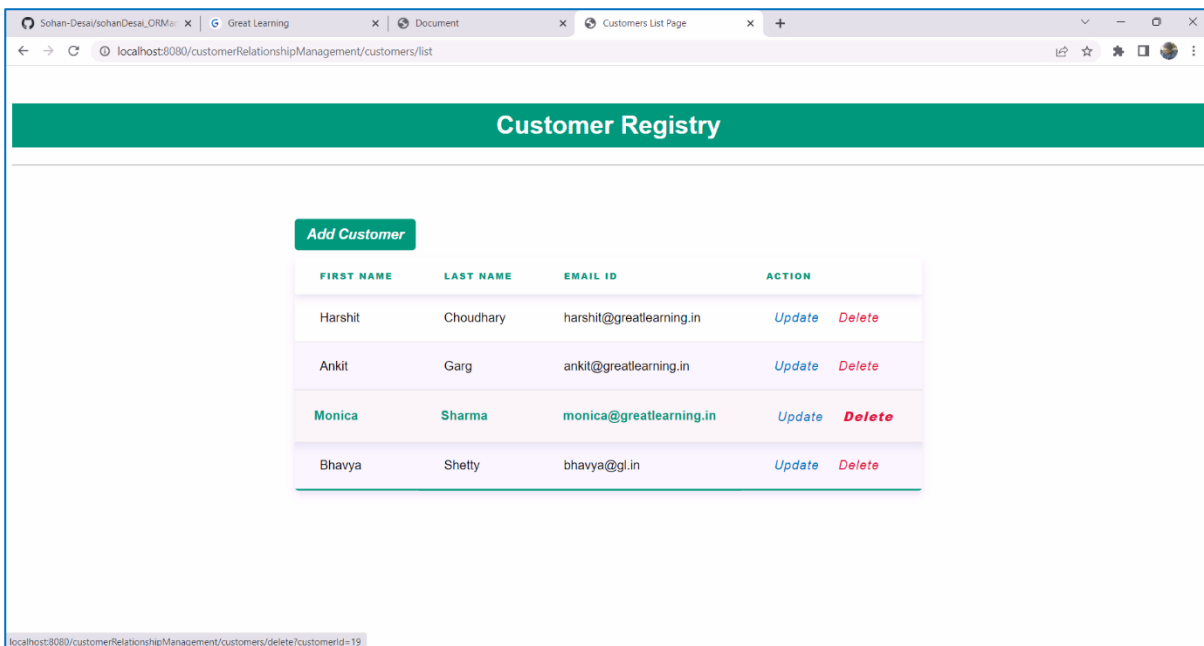 Sohan-Desai/sohanDesai_ORMa Great Learning Document Customers List Page
localhost:8080/customerRelationshipManagement/customers/list
Customer Registry
Add Customer
FIRST NAME LAST NAME EMAIL ID ACTION
Harshit Choudhary harshit@greatlearning.in Update Delete
Ankit Garg ankit@greatlearning.in Update Delete
Monica Sharma monica@greatlearning.in Update Delete
Bhavya Shetty bhavya@gl.in Update Delete
localhost:8080/customerRelationshipManagement/customers/delete?customerId=19